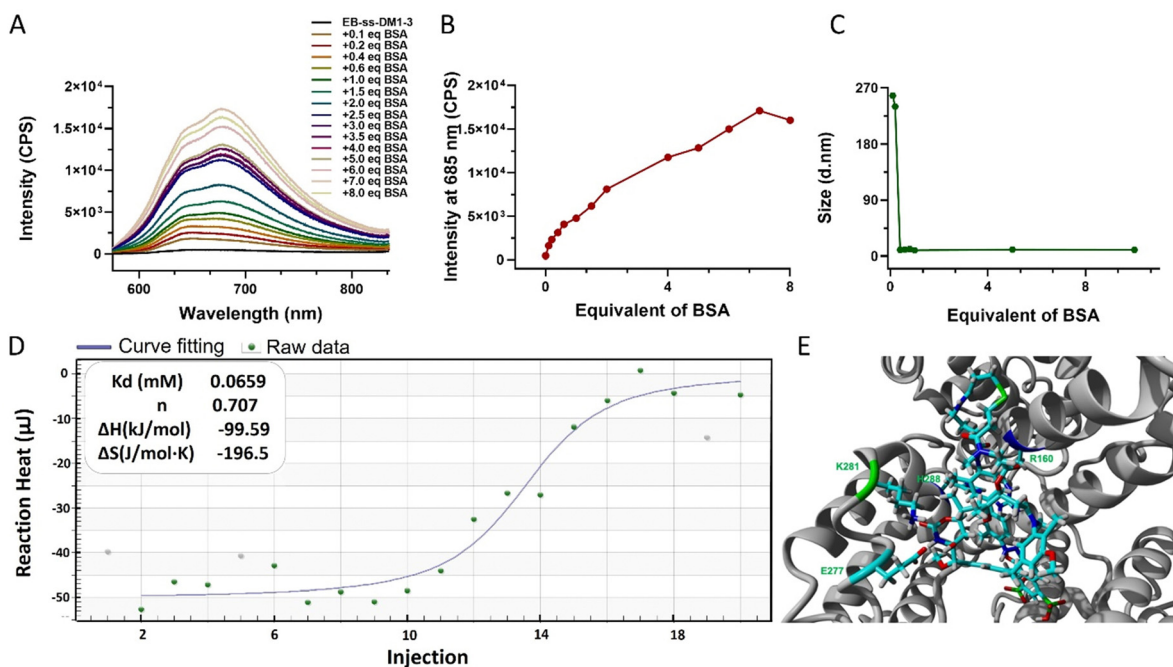 A
EB-ss-DM1-3
+0.1 eq BSA
+0.2 eq BSA
+0.4 eq BSA
+0.6 eq BSA
+1.0 eq BSA
+1.5 eq BSA
+2.0 eq BSA
+2.5 eq BSA
+3.0 eq BSA
+3.5 eq BSA
+4.0 eq BSA
+5.0 eq BSA
+6.0 eq BSA
+7.0 eq BSA
+8.0 eq BSA
Intensity (CPS)
2×10⁴
1.5×10⁴
1×10⁴
5×10³
0
600
700
800
Wavelength (nm)
B
Intensity at 685 nm (CPS)
2×10⁴
1.5×10⁴
1×10⁴
5×10³
0
0
4
8
Equivalent of BSA
C
Size (d.nm)
270
180
90
0
0
5
10
Equivalent of BSA
D
Curve fitting
Raw data
Kd (mM) 0.0659
n 0.707
ΔH(kJ/mol) -99.59
ΔS(J/mol·K) -196.5
Reaction Heat (µJ)
0
-10
-20
-30
-40
-50
2
6
10
14
18
Injection
E
R160
K281
H288
E277